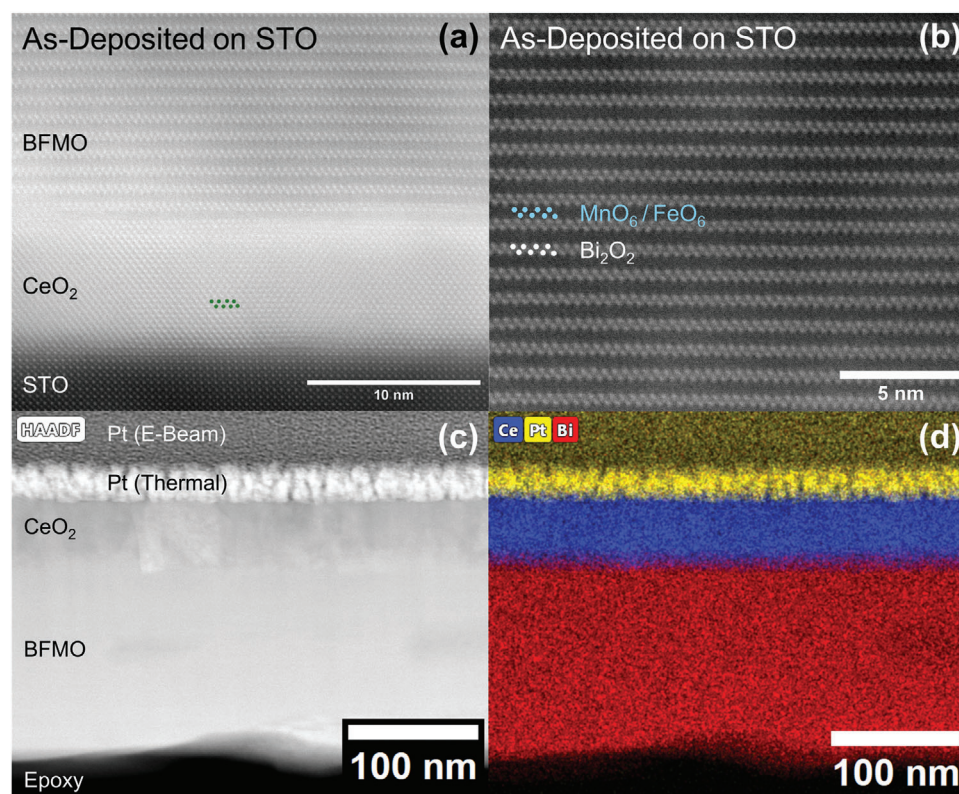 As-Deposited on STO (a)
BFMO
CeO₂
STO
10 nm
As-Deposited on STO (b)
MnO₆ / FeO₆
Bi₂O₂
5 nm
HAADF
Pt (E-Beam)
(c)
Pt (Thermal)
CeO₂
BFMO
Epoxy
100 nm
Ce Pt Bi
(d)
100 nm